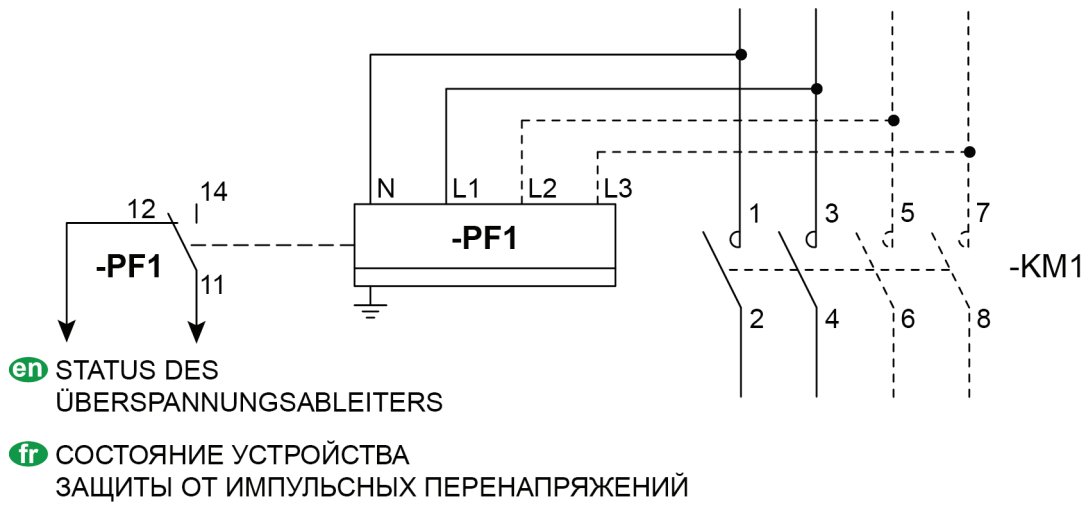 N L1 L2 L3
12 14
-PF1
11
-PF1
1 3 5 7
-KM1
2 4 6 8
en STATUS DES
ÜBERSPANNUNGSABLEITERS
fr СОСТОЯНИЕ УСТРОЙСТВА
ЗАЩИТЫ ОТ ИМПУЛЬСНЫХ ПЕРЕНАПРЯЖЕНИЙ